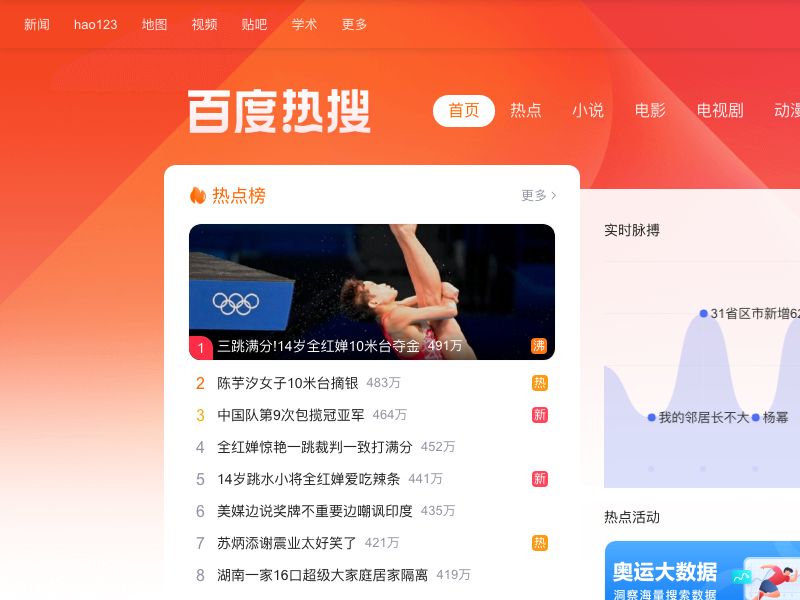 新闻 hao123 地图 视频 贴吧 学术 更多
百度热搜
首页 热点 小说 电影 电视剧 动漫
热点榜 更多
1 三跳满分!14岁全红婵10米台夺金 491万 沸
2 陈芋汐女子10米台摘银 483万 热
3 中国队第9次包揽冠亚军 464万 新
4 全红婵惊艳一跳裁判一致打满分 452万
5 14岁跳水小将全红婵爱吃辣条 441万 新
6 美媒边说奖牌不重要边嘲讽印度 435万
7 苏炳添谢震业太好笑了 421万 热
8 湖南一家16口超级大家庭居家隔离 419万
实时脉搏
31省区市新增62
我的邻居长不大 杨幂
热点活动
奥运大数据
洞察海量搜索数据